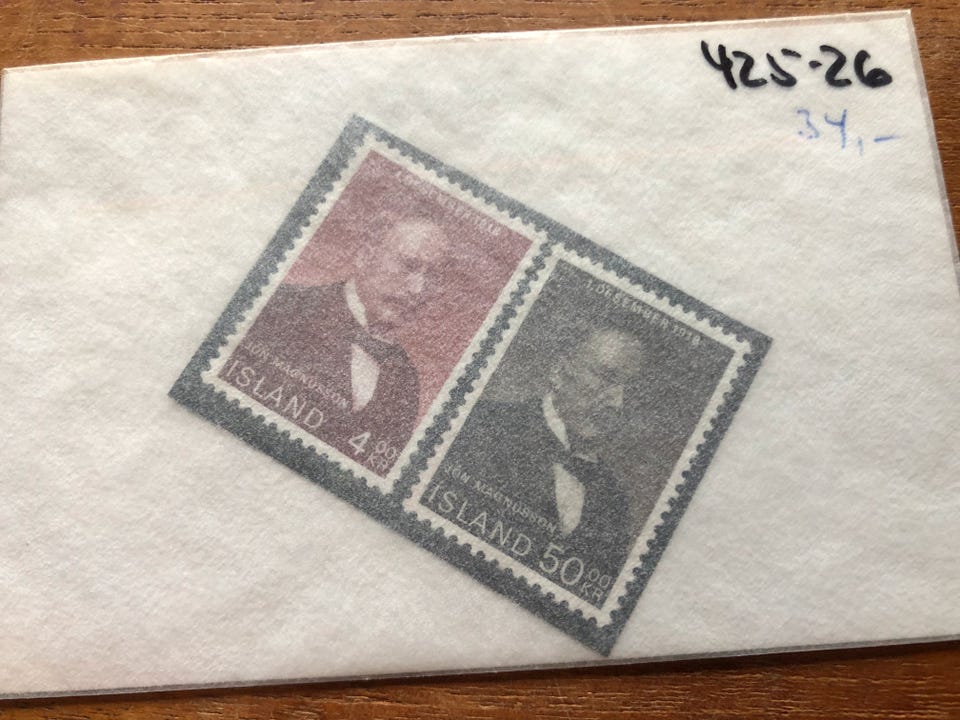 425-26
34,-
1. DESEMBER 1918
JÓN MAGNÚSSON
ÍSLAND 4.00 KR
1. DESEMBER 1918
JÓN MAGNÚSSON
ÍSLAND 50.00 KR